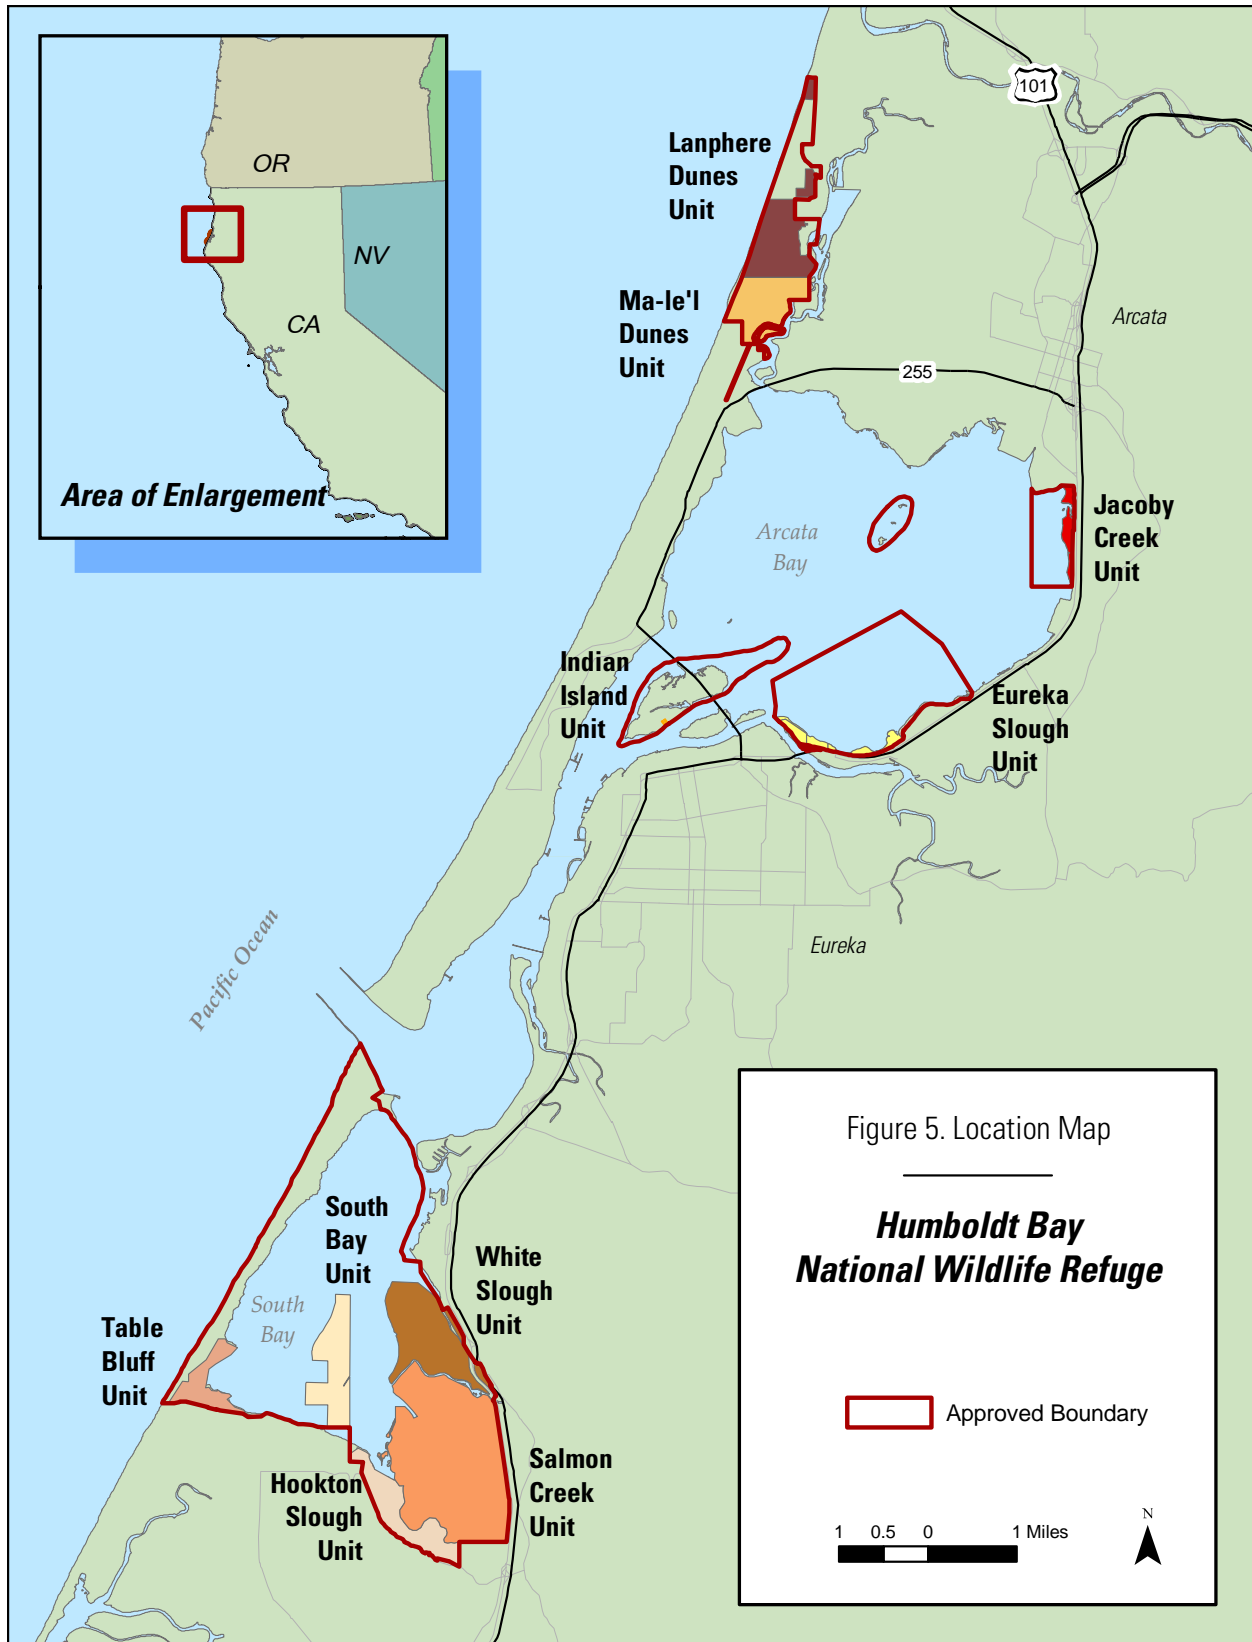 OR
NV
CA
Area of Enlargement
101
Lanphere
Dunes
Unit
Ma-le'l
Dunes
Unit
Arcata
255
Jacoby
Creek
Unit
Arcata
Bay
Indian
Island
Unit
Eureka
Slough
Unit
Pacific Ocean
Eureka
South
Bay
Unit
White
Slough
Unit
South
Bay
Table
Bluff
Unit
Hookton
Slough
Unit
Salmon
Creek
Unit
Figure 5. Location Map
Humboldt Bay
National Wildlife Refuge
Approved Boundary
1 0.5 0 1 Miles
N